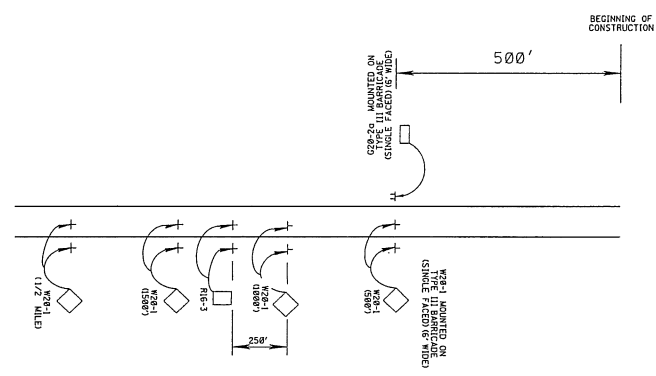 BEGINNING OF
CONSTRUCTION
500'
G20-2a MOUNTED ON
TYPE III BARRICADE
(SINGLE FACED)(6' WIDE)
W20-1
(1/2 MILE)
W20-1
(1500')
R16-3
250'
W20-1
(1000')
W20-1
(500')
W20-1 MOUNTED ON
TYPE III BARRICADE
(SINGLE FACED)(6' WIDE)